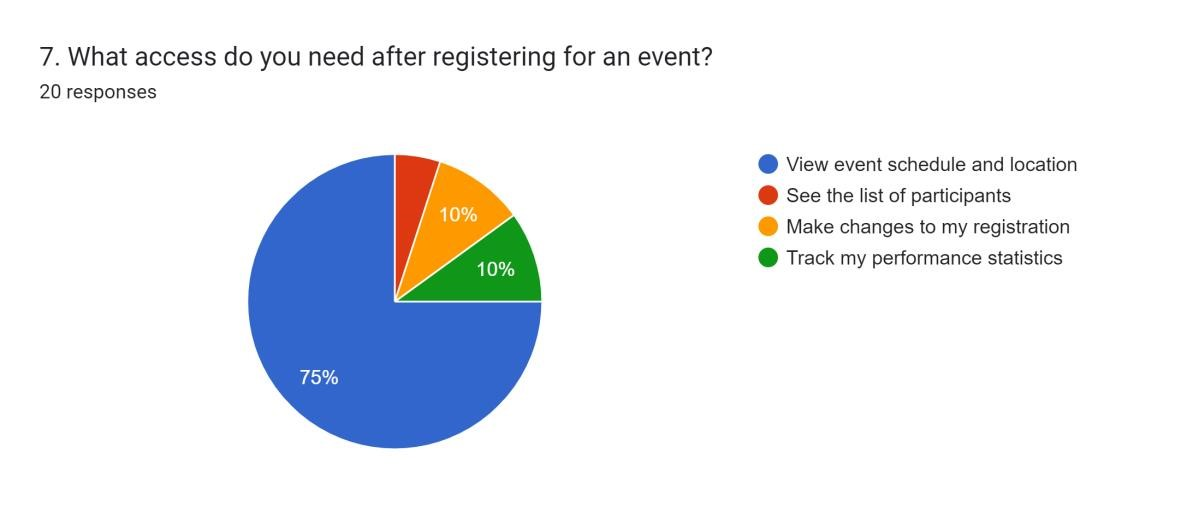 7. What access do you need after registering for an event?
20 responses
View event schedule and location
See the list of participants
Make changes to my registration
Track my performance statistics
10%
10%
75%